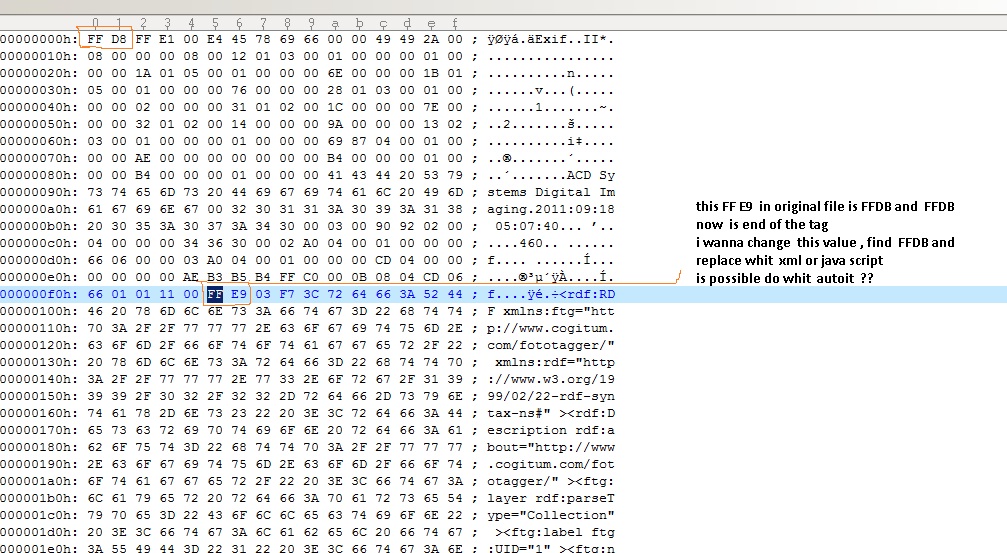 0 1 2 3 4 5 6 7 8 9 a b c d e f
00000000h: FF D8 FF E1 00 E4 45 78 69 66 00 00 49 49 2A 00 ; ÿØÿá.äExif..II*.
00000010h: 08 00 00 00 08 00 12 01 03 00 01 00 00 00 01 00 ; ................
00000020h: 00 00 1A 01 05 00 01 00 00 00 6E 00 00 00 1B 01 ; ..........n.....
00000030h: 05 00 01 00 00 00 76 00 00 00 28 01 03 00 01 00 ; ......v...(.....
00000040h: 00 00 02 00 00 00 31 01 02 00 1C 00 00 00 7E 00 ; ......1.......~.
00000050h: 00 00 32 01 02 00 14 00 00 00 9A 00 00 00 13 02 ; ..2.......š.....
00000060h: 03 00 01 00 00 00 01 00 00 00 69 87 04 00 01 00 ; ..........i‡....
00000070h: 00 00 AE 00 00 00 00 00 00 00 B4 00 00 00 01 00 ; ..®.......´.....
00000080h: 00 00 B4 00 00 00 01 00 00 00 41 43 44 20 53 79 ; ..´.......ACD Sy
00000090h: 73 74 65 6D 73 20 44 69 67 69 74 61 6C 20 49 6D ; stems Digital Im
000000a0h: 61 67 69 6E 67 00 32 30 31 31 3A 30 39 3A 31 38 ; aging.2011:09:18
000000b0h: 20 30 35 3A 30 37 3A 34 30 00 03 00 90 92 02 00 ; 05:07:40... ’..
000000c0h: 04 00 00 00 34 36 30 00 02 A0 04 00 01 00 00 00 ; ....460.. ......
000000d0h: 66 06 00 00 03 A0 04 00 01 00 00 00 CD 04 00 00 ; f.... ......Í...
000000e0h: 00 00 00 00 AE B3 B5 B4 FF C0 00 0B 08 04 CD 06 ; ....®³µ´ÿÀ....Í.
000000f0h: 66 01 01 11 00 FF E9 03 F7 3C 72 64 66 3A 52 44 ; f....ÿé.÷<rdf:RD
00000100h: 46 20 78 6D 6C 6E 73 3A 66 74 67 3D 22 68 74 74 ; F xmlns:ftg="htt
00000110h: 70 3A 2F 2F 77 77 77 2E 63 6F 67 69 74 75 6D 2E ; p://www.cogitum.
00000120h: 63 6F 6D 2F 66 6F 74 6F 74 61 67 67 65 72 2F 22 ; com/fototagger/"
00000130h: 20 78 6D 6C 6E 73 3A 72 64 66 3D 22 68 74 74 70 ; xmlns:rdf="http
00000140h: 3A 2F 2F 77 77 77 2E 77 33 2E 6F 72 67 2F 31 39 ; ://www.w3.org/19
00000150h: 39 39 2F 30 32 2F 32 32 2D 72 64 66 2D 73 79 6E ; 99/02/22-rdf-syn
00000160h: 74 61 78 2D 6E 73 23 22 20 3E 3C 72 64 66 3A 44 ; tax-ns#" ><rdf:D
00000170h: 65 73 63 72 69 70 74 69 6F 6E 20 72 64 66 3A 61 ; escription rdf:a
00000180h: 62 6F 75 74 3D 22 68 74 74 70 3A 2F 2F 77 77 77 ; bout="http://www
00000190h: 2E 63 6F 67 69 74 75 6D 2E 63 6F 6D 2F 66 6F 74 ; .cogitum.com/fot
000001a0h: 6F 74 61 67 67 65 72 2F 22 20 3E 3C 66 74 67 3A ; otagger/" ><ftg:
000001b0h: 6C 61 79 65 72 20 72 64 66 3A 70 61 72 73 65 54 ; layer rdf:parseT
000001c0h: 79 70 65 3D 22 43 6F 6C 6C 65 63 74 69 6F 6E 22 ; ype="Collection"
000001d0h: 20 3E 3C 66 74 67 3A 6C 61 62 65 6C 20 66 74 67 ; ><ftg:label ftg
000001e0h: 3A 55 49 44 3D 22 31 22 20 3E 3C 66 74 67 3A 6E ; :UID="1" ><ftg:n
this FF E9 in original file is FFDB and FFDB
now is end of the tag
i wanna change this value , find FFDB and
replace whit xml or java script
is possible do whit autoit ??